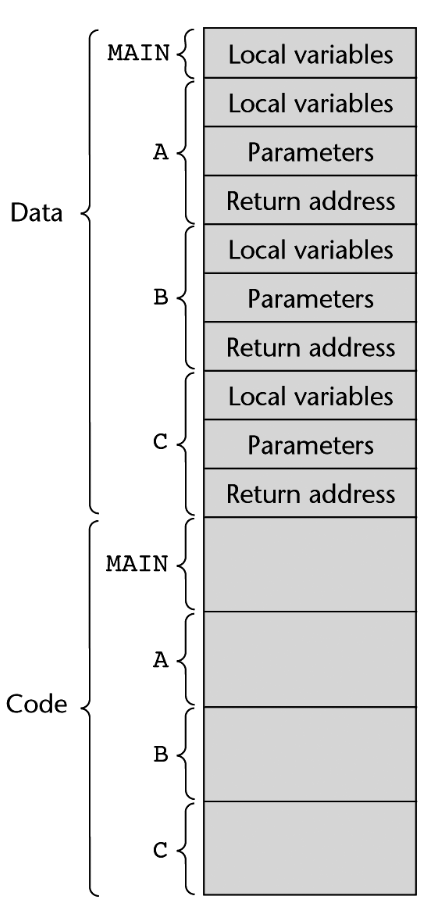 MAIN
Local variables
Local variables
A
Parameters
Return address
Data
Local variables
B
Parameters
Return address
Local variables
C
Parameters
Return address
MAIN
A
Code
B
C